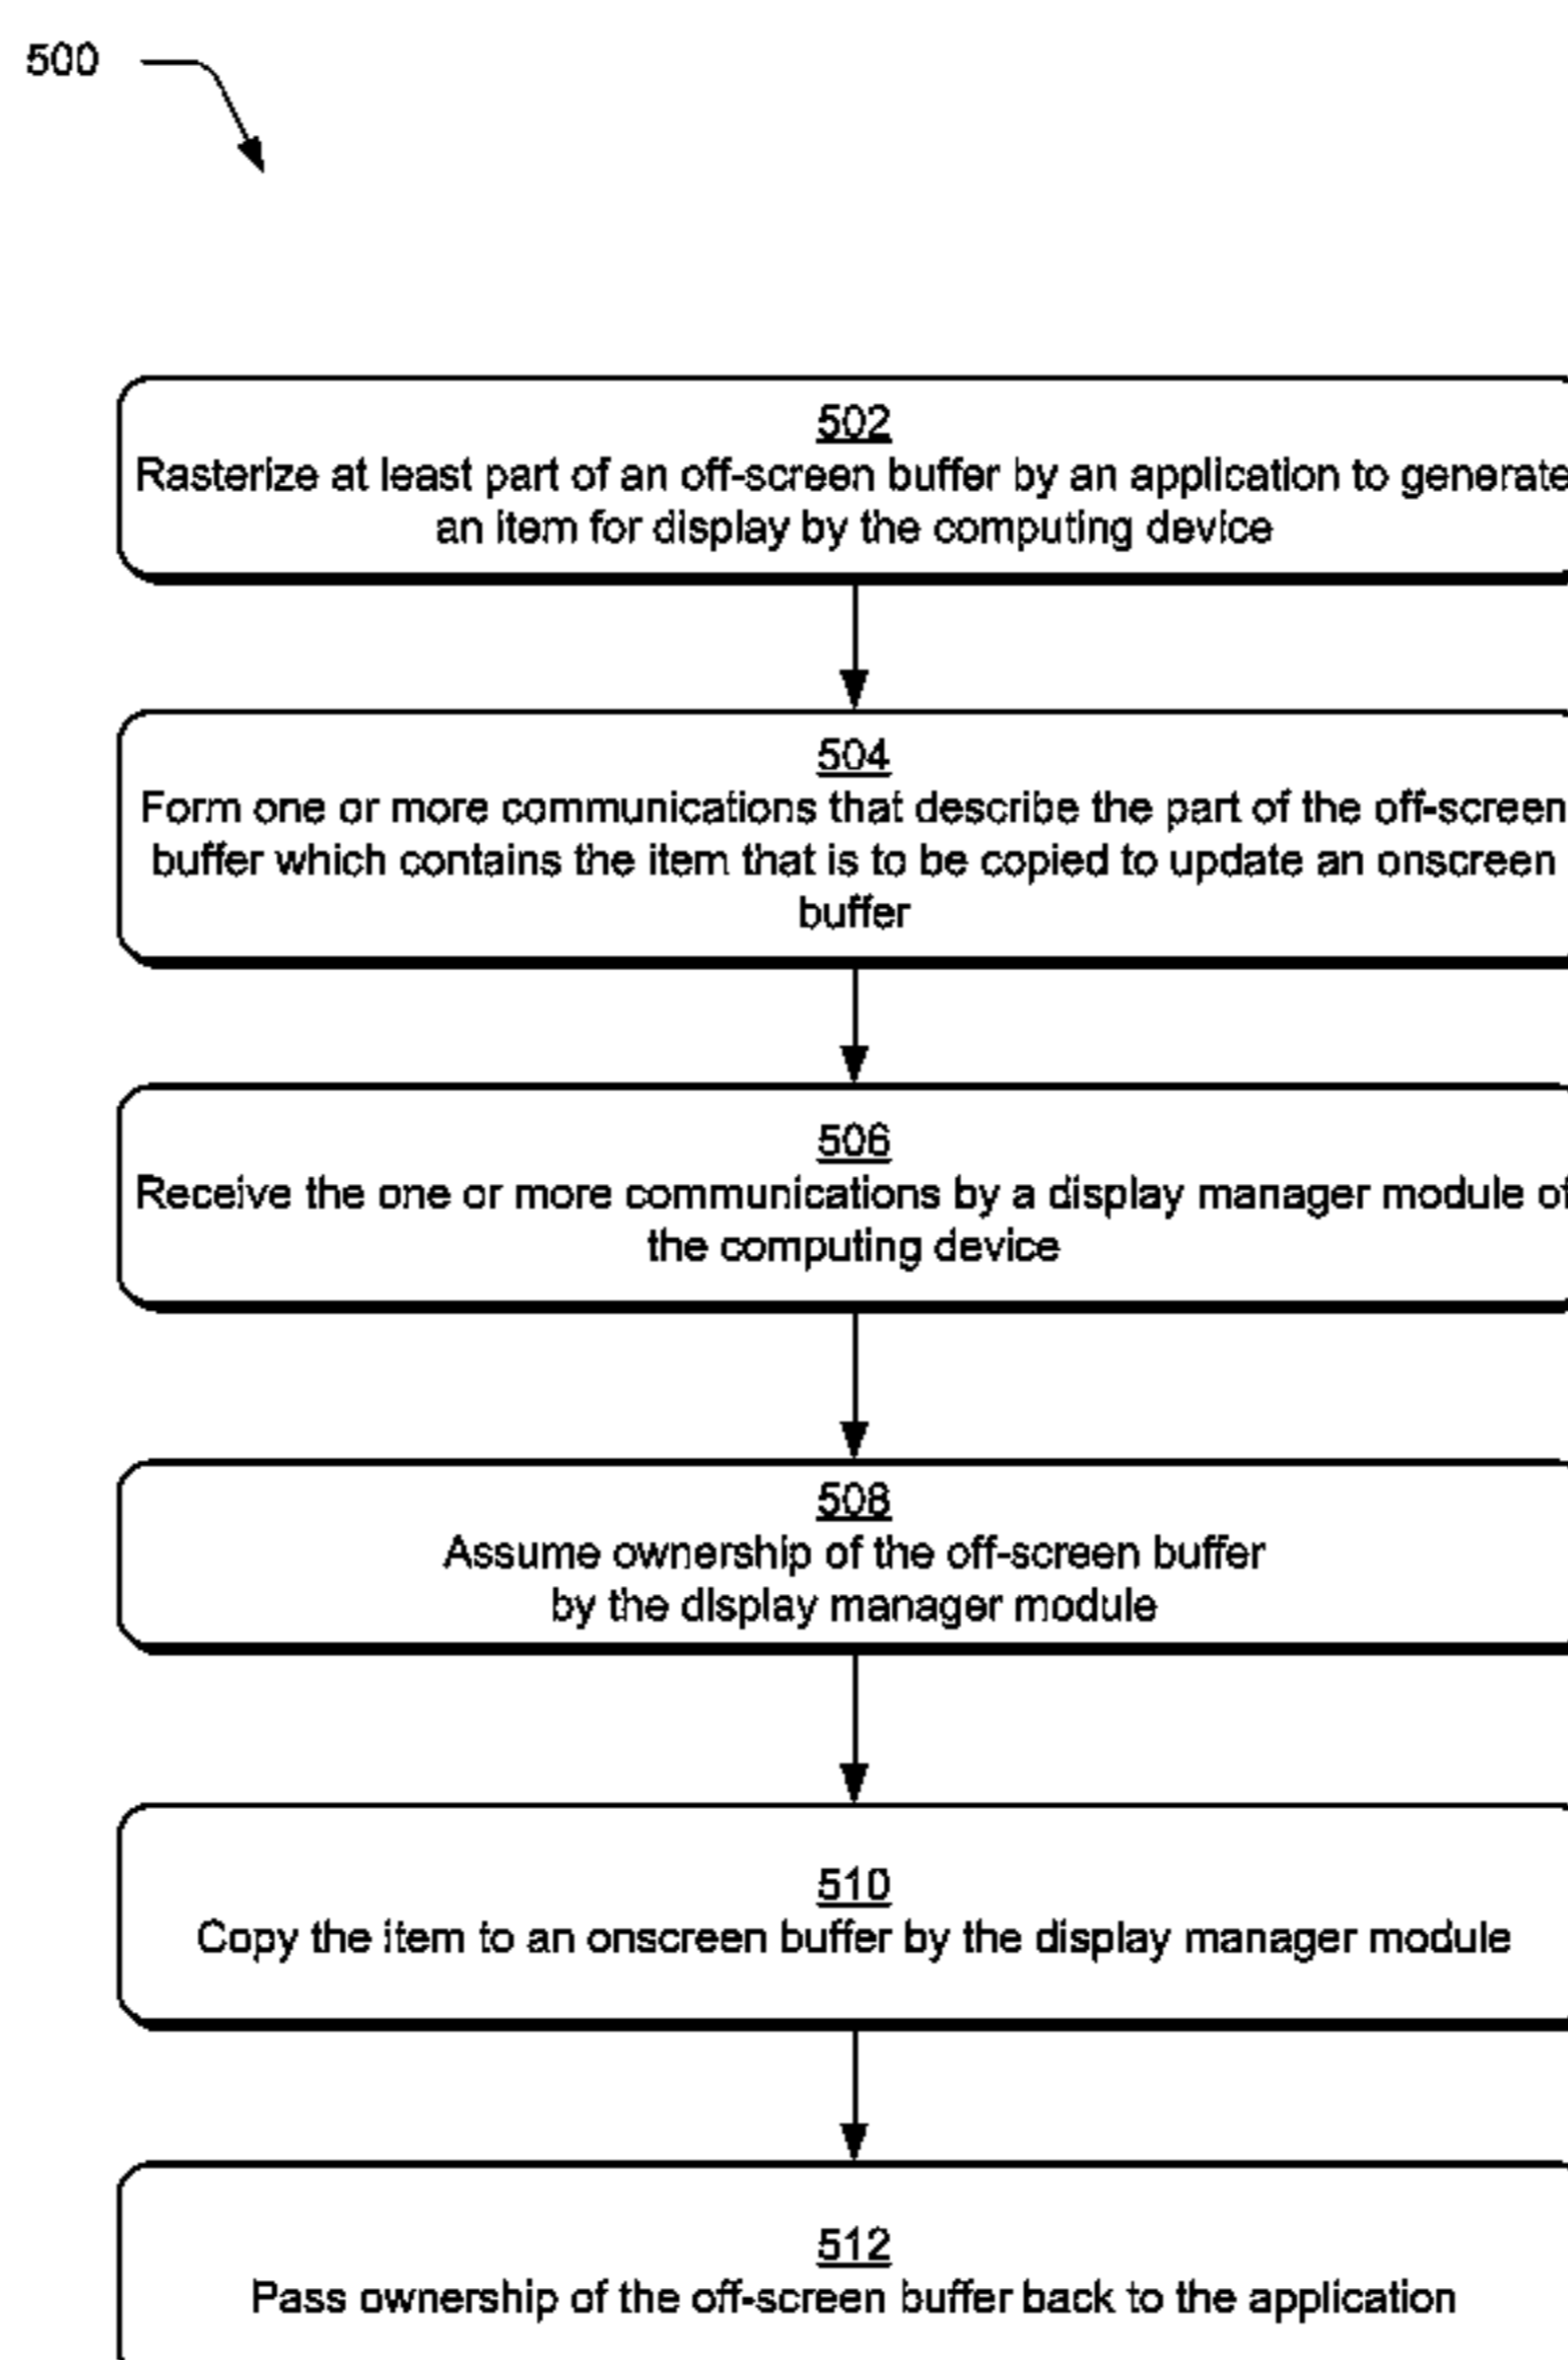 500
502
Rasterize at least part of an off-screen buffer by an application to generate
an item for display by the computing device
504
Form one or more communications that describe the part of the off-screen
buffer which contains the item that is to be copied to update an onscreen
buffer
506
Receive the one or more communications by a display manager module of
the computing device
508
Assume ownership of the off-screen buffer
by the display manager module
510
Copy the item to an onscreen buffer by the display manager module
512
Pass ownership of the off-screen buffer back to the application